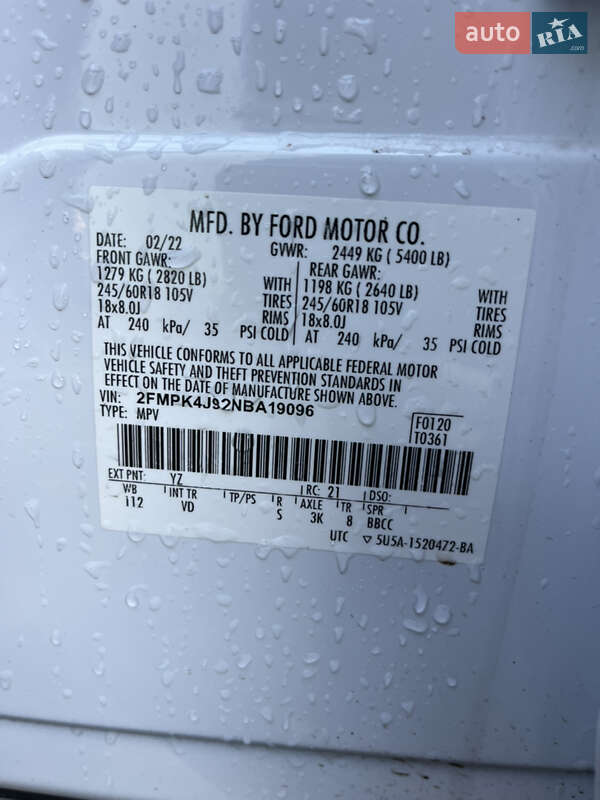 auto RIA.com
MFD. BY FORD MOTOR CO.
DATE: 02/22 GVWR: 2449 KG ( 5400 LB)
FRONT GAWR: REAR GAWR:
1279 KG ( 2820 LB) WITH 1198 KG ( 2640 LB) WITH
245/60R18 105V TIRES 245/60R18 105V TIRES
18x8.0J RIMS 18x8.0J RIMS
AT 240 kPa/ 35 PSI COLD AT 240 kPa/ 35 PSI COLD
THIS VEHICLE CONFORMS TO ALL APPLICABLE FEDERAL MOTOR
VEHICLE SAFETY AND THEFT PREVENTION STANDARDS IN
EFFECT ON THE DATE OF MANUFACTURE SHOWN ABOVE.
VIN: 2FMPK4J92NBA19096
TYPE: MPV
F0120
T0361
EXT PNT: YZ RC: 21 DSO:
WB INT TR TP/PS R AXLE TR SPR
112 VD S 3K 8 BBCC
UTC ▽ 5U5A-1520472-BA